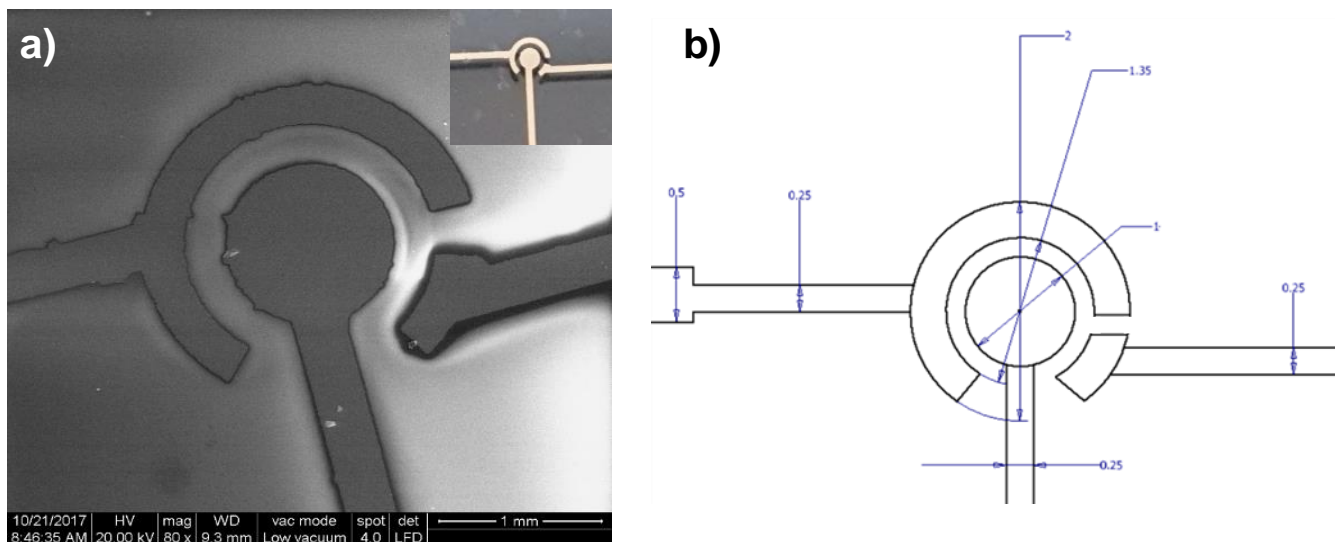 a)
10/21/2017 HV mag WD vac mode spot det 1 mm
8:46:35 AM 20.00 kV 80 x 9.3 mm Low vacuum 4.0 LFD
b)
2
1.35
1
0.5
0.25
0.25
0.25